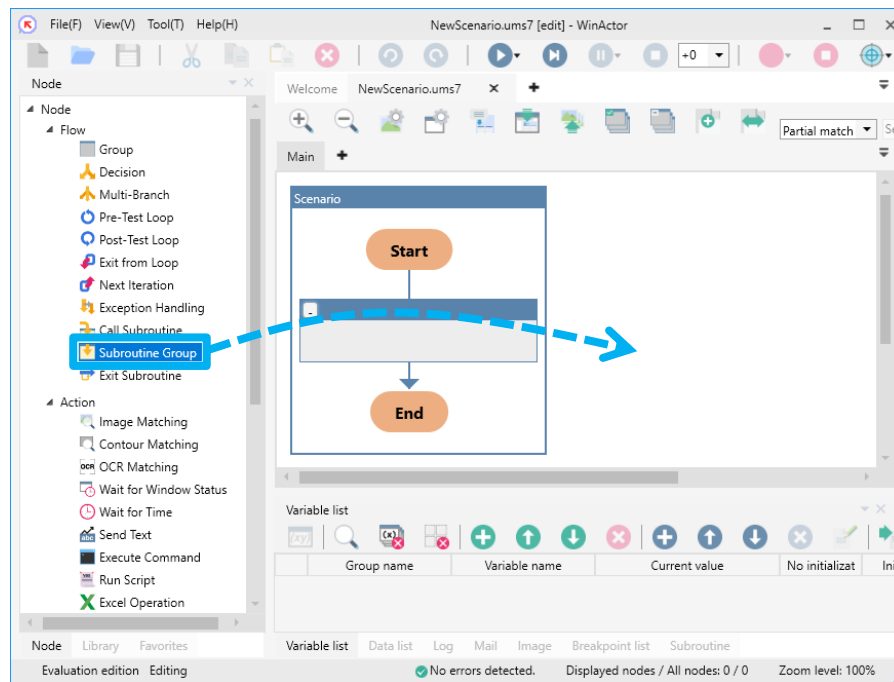 File(F) View(V) Tool(T) Help(H) NewScenario.ums7 [edit] - WinActor
+0
Node
Welcome NewScenario.ums7
Node
Flow
Group
Decision
Multi-Branch
Pre-Test Loop
Post-Test Loop
Exit from Loop
Next Iteration
Exception Handling
Call Subroutine
Subroutine Group
Exit Subroutine
Action
Image Matching
Contour Matching
OCR OCR Matching
Wait for Window Status
Wait for Time
Send Text
Execute Command
Run Script
Excel Operation
Node Library Favorites
Partial match
Main
Scenario
Start
-
End
Variable list
Group name Variable name Current value No initializat Ini
Variable list Data list Log Mail Image Breakpoint list Subroutine
Evaluation edition Editing No errors detected. Displayed nodes / All nodes: 0 / 0 Zoom level: 100%